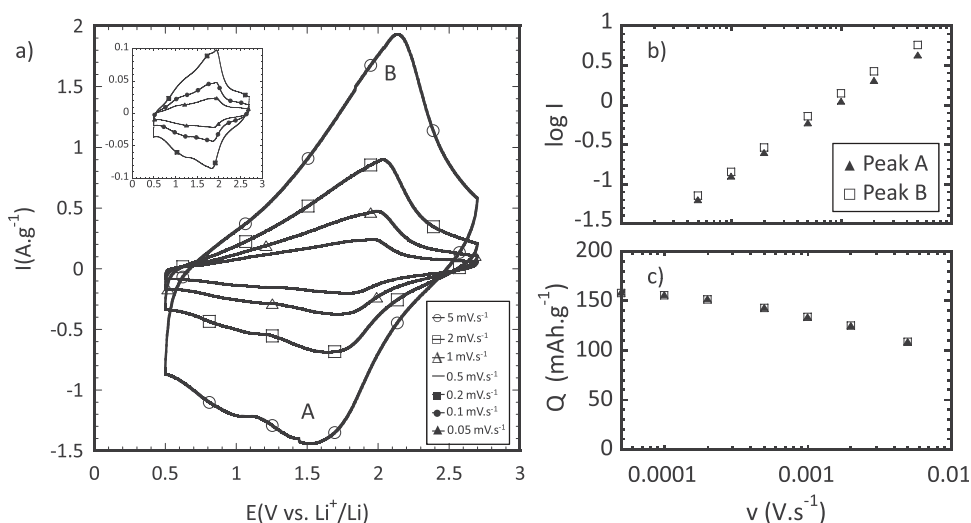 a)
2
1.5
1
0.5
0
-0.5
-1
-1.5
0 0.5 1 1.5 2 2.5 3
E(V vs. Li⁺/Li)
I(A.g⁻¹)
0.1
0.05
0
-0.05
-0.1
0 0.5 1 1.5 2 2.5 3
B
A
5 mV.s⁻¹
2 mV.s⁻¹
1 mV.s⁻¹
0.5 mV.s⁻¹
0.2 mV.s⁻¹
0.1 mV.s⁻¹
0.05 mV.s⁻¹
b)
1
0.5
0
-0.5
-1
-1.5
log I
Peak A
Peak B
c)
200
150
100
50
0
Q (mAh.g⁻¹)
0.0001 0.001 0.01
v (V.s⁻¹)